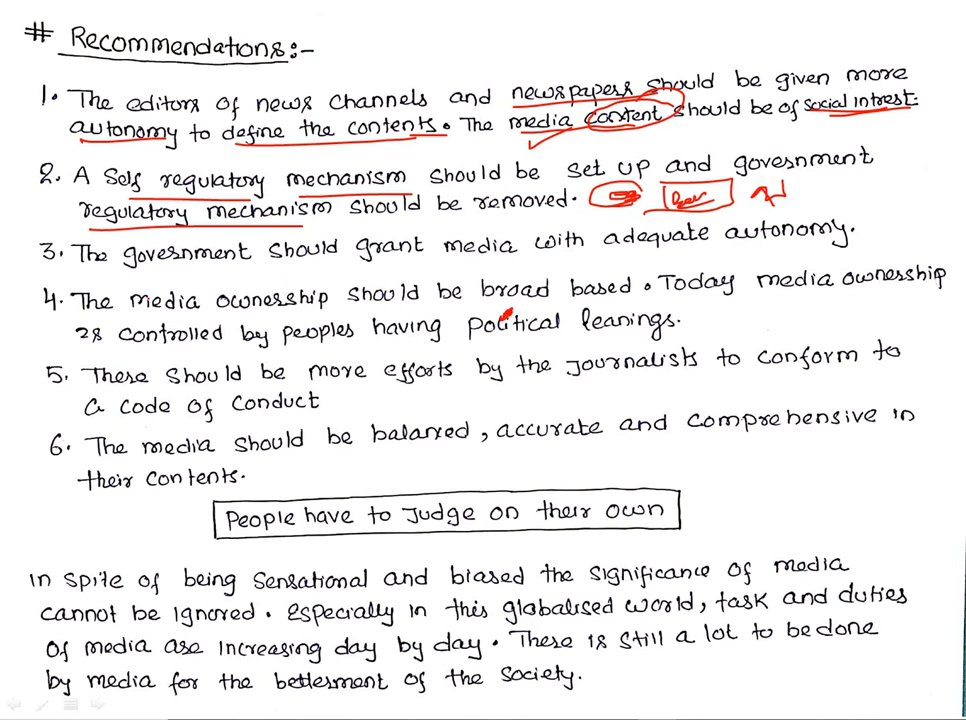 # Recommendations:-
1. The editors of news channels and newspapers should be given more
autonomy to define the contents. The media content should be of social intrest.
2. A Self regulatory mechanism should be set up and government
regulatory mechanism should be removed.
3. The government should grant media with adequate autonomy.
4. The media ownership should be broad based. Today media ownership
is controlled by peoples having political leanings.
5. There should be more efforts by the journalists to conform to
a code of conduct
6. The media should be balanced, accurate and comprehensive in
their contents.
People have to Judge on their own
In spite of being sensational and biased the significance of media
cannot be ignored. Especially in this globalised world, task and duties
of media are increasing day by day. There is still a lot to be done
by media for the betterment of the society.